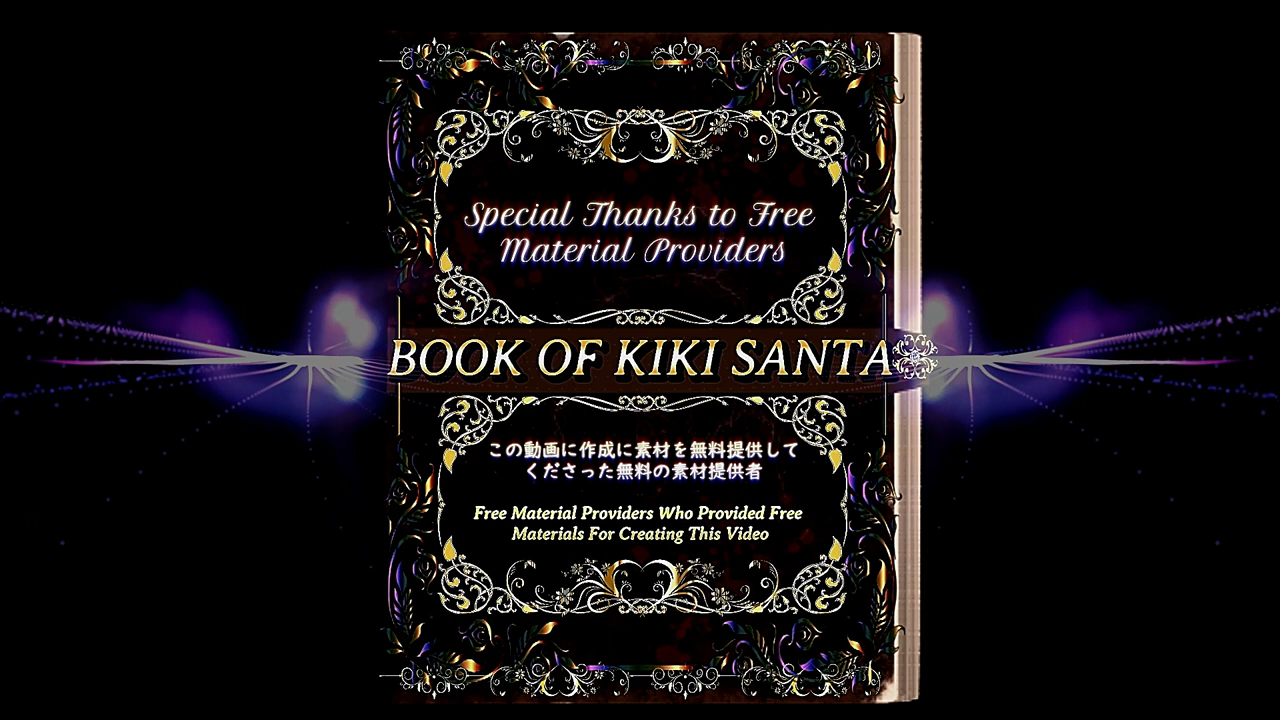 Special Thanks to Free
Material Providers
BOOK OF KIKI SANTA
この動画に作成に素材を無料提供して
くださった無料の素材提供者
Free Material Providers Who Provided Free
Materials For Creating This Video